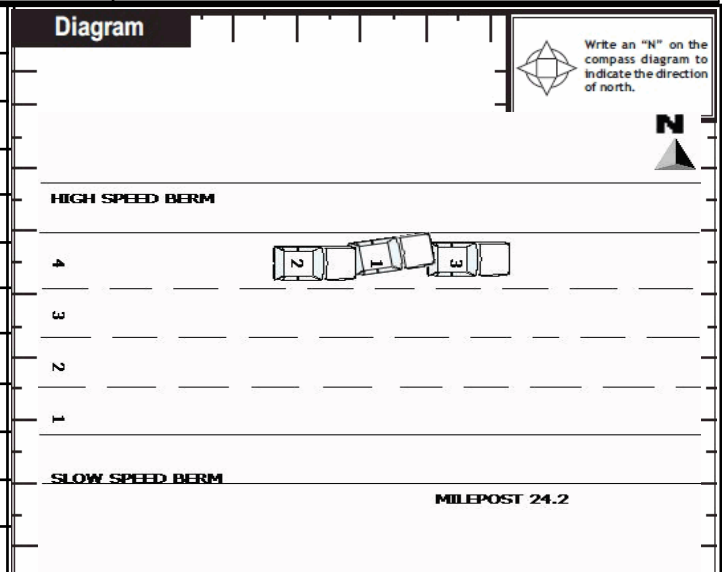 Diagram
Write an “N” on the
compass diagram to
indicate the direction
of north.
N
HIGH SPEED BERM
4
2
1
3
3
2
1
SLOW SPEED BERM
MILEPOST 24.2